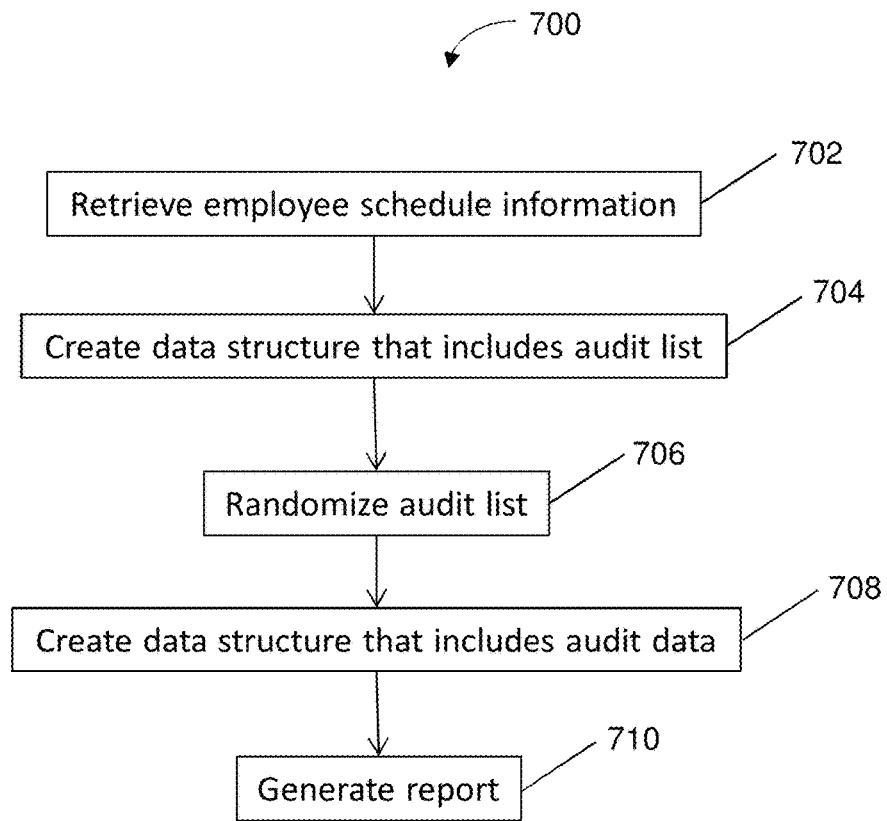 700
702
Retrieve employee schedule information
704
Create data structure that includes audit list
706
Randomize audit list
708
Create data structure that includes audit data
710
Generate report